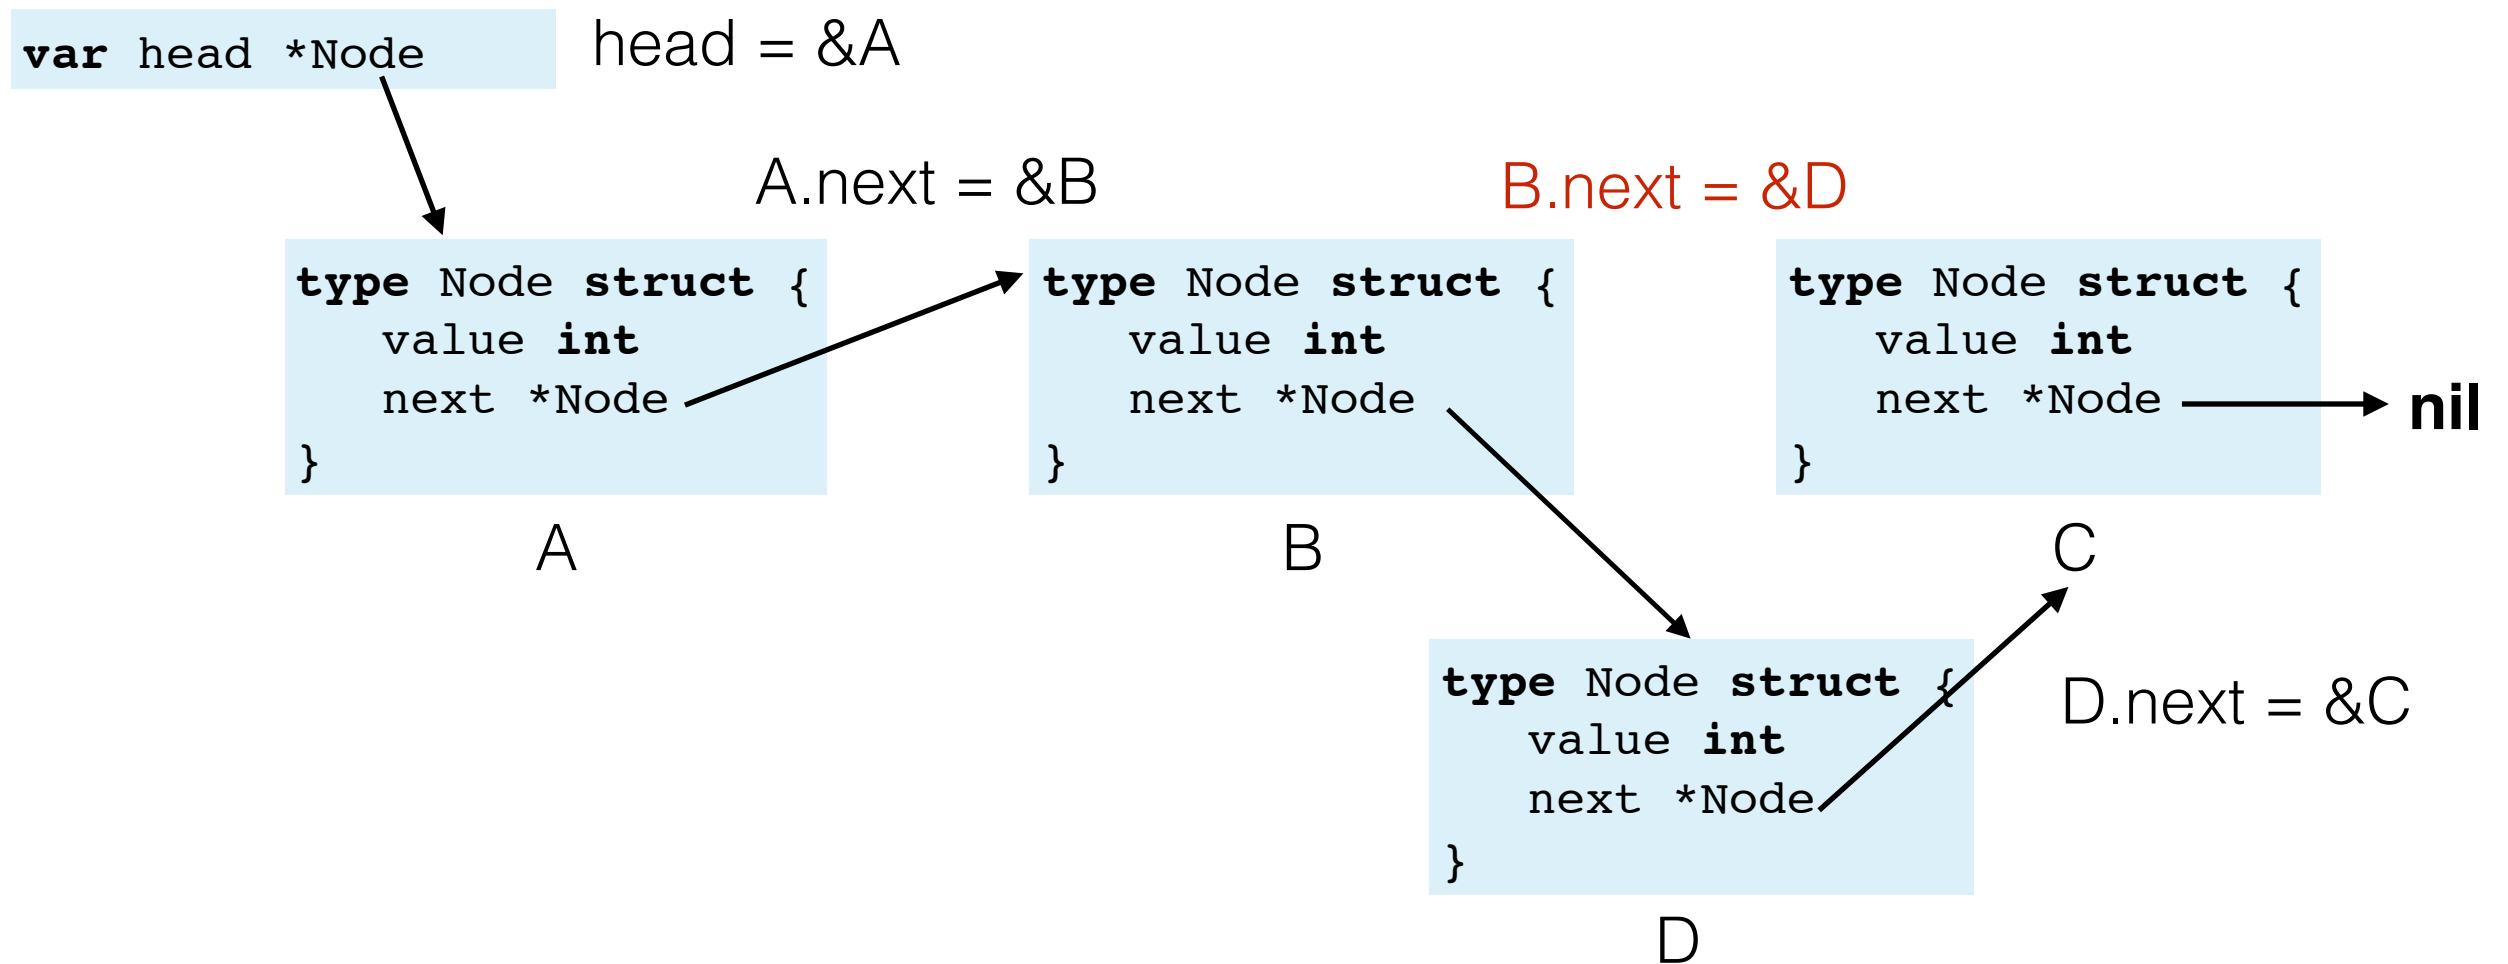 var head *Node
head = &A
A.next = &B
B.next = &D
type Node struct {
value int
next *Node
}
A
type Node struct {
value int
next *Node
}
B
type Node struct {
value int
next *Node
}
nil
C
type Node struct {
value int
next *Node
}
D
D.next = &C